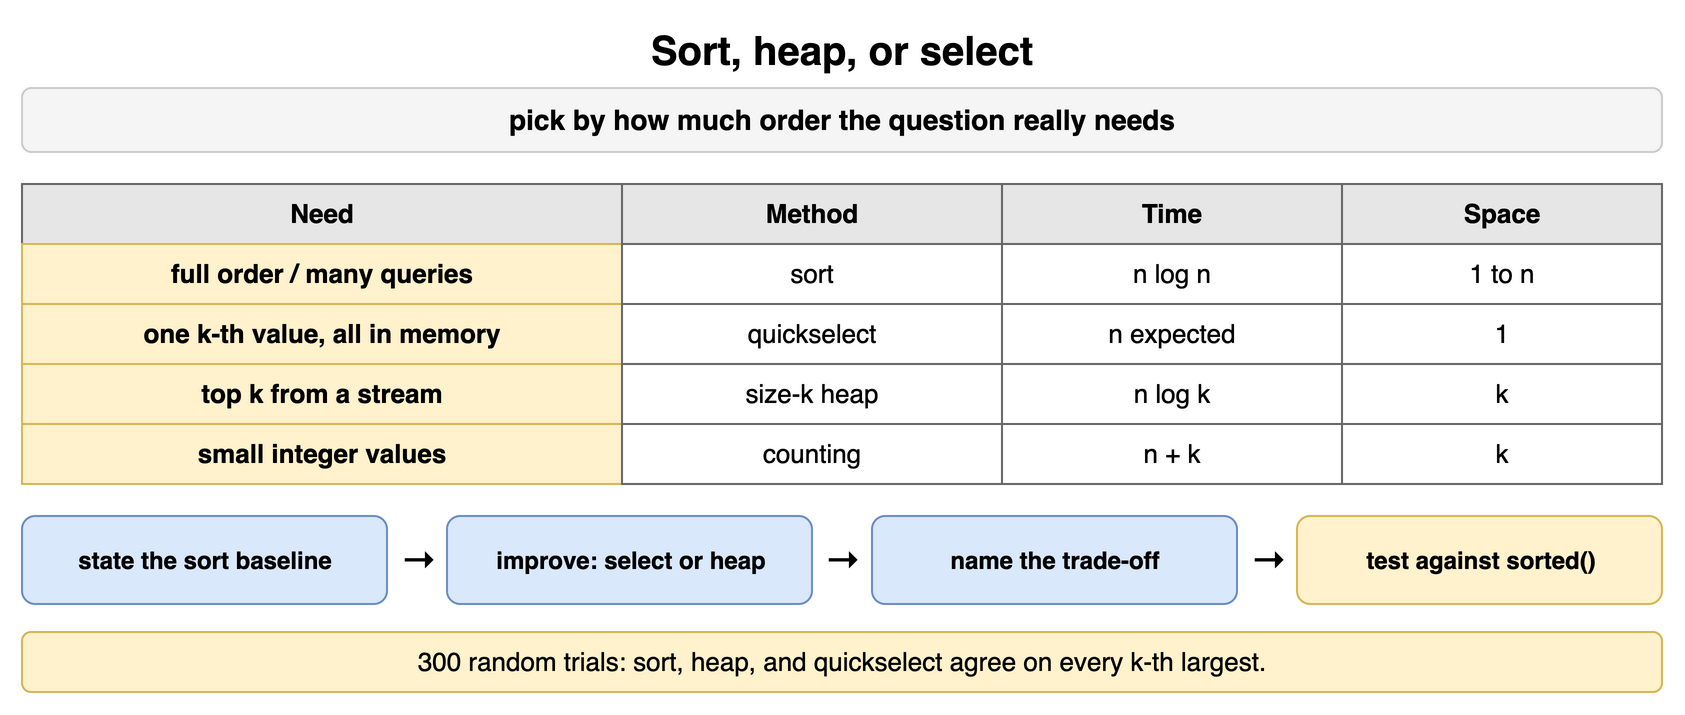 Sort, heap, or select
pick by how much order the question really needs
Need Method Time Space
full order / many queries sort n log n 1 to n
one k-th value, all in memory quickselect n expected 1
top k from a stream size-k heap n log k k
small integer values counting n + k k
state the sort baseline → improve: select or heap → name the trade-off → test against sorted()
300 random trials: sort, heap, and quickselect agree on every k-th largest.